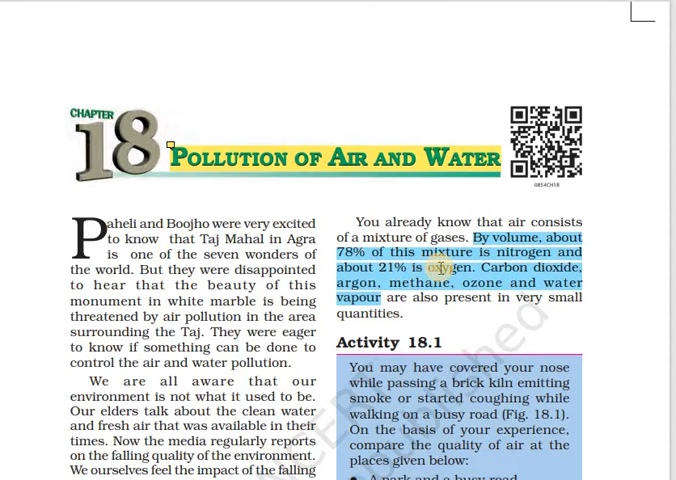 CHAPTER
18
POLLUTION OF AIR AND WATER
0854CH18
Paheli and Boojho were very excited
to know that Taj Mahal in Agra
is one of the seven wonders of
the world. But they were disappointed
to hear that the beauty of this
monument in white marble is being
threatened by air pollution in the area
surrounding the Taj. They were eager
to know if something can be done to
control the air and water pollution.
We are all aware that our
environment is not what it used to be.
Our elders talk about the clean water
and fresh air that was available in their
times. Now the media regularly reports
on the falling quality of the environment.
We ourselves feel the impact of the falling
You already know that air consists
of a mixture of gases. By volume, about
78% of this mixture is nitrogen and
about 21% is oxygen. Carbon dioxide,
argon, methane, ozone and water
vapour are also present in very small
quantities.
Activity 18.1
You may have covered your nose
while passing a brick kiln emitting
smoke or started coughing while
walking on a busy road (Fig. 18.1).
On the basis of your experience,
compare the quality of air at the
places given below:
• A park and a busy road.